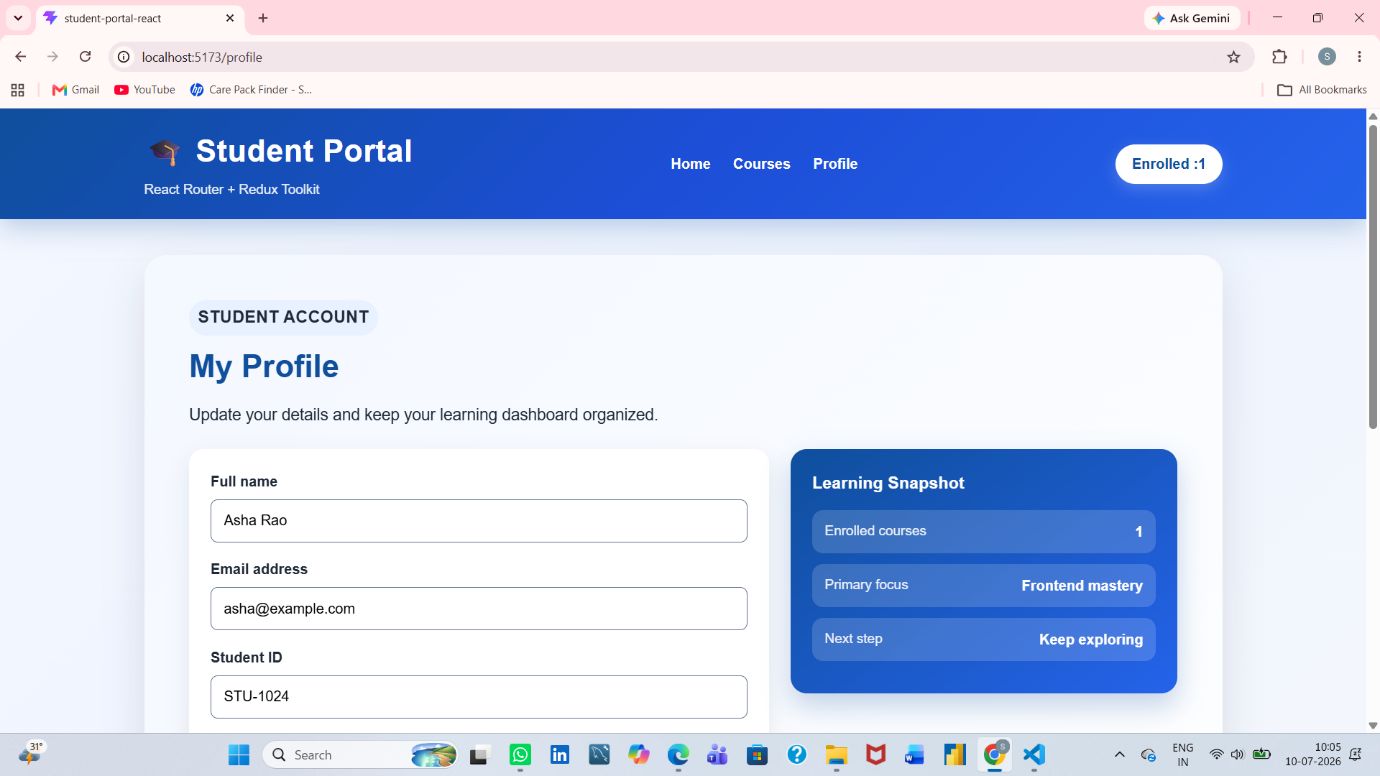 student-portal-react
Ask Gemini
localhost:5173/profile
S
Gmail
YouTube
Care Pack Finder - S...
All Bookmarks
Student Portal
React Router + Redux Toolkit
Home
Courses
Profile
Enrolled :1
STUDENT ACCOUNT
My Profile
Update your details and keep your learning dashboard organized.
Full name
Asha Rao
Email address
asha@example.com
Student ID
STU-1024
Learning Snapshot
Enrolled courses 1
Primary focus Frontend mastery
Next step Keep exploring
31°
Search
ENG
IN
10:05
10-07-2026